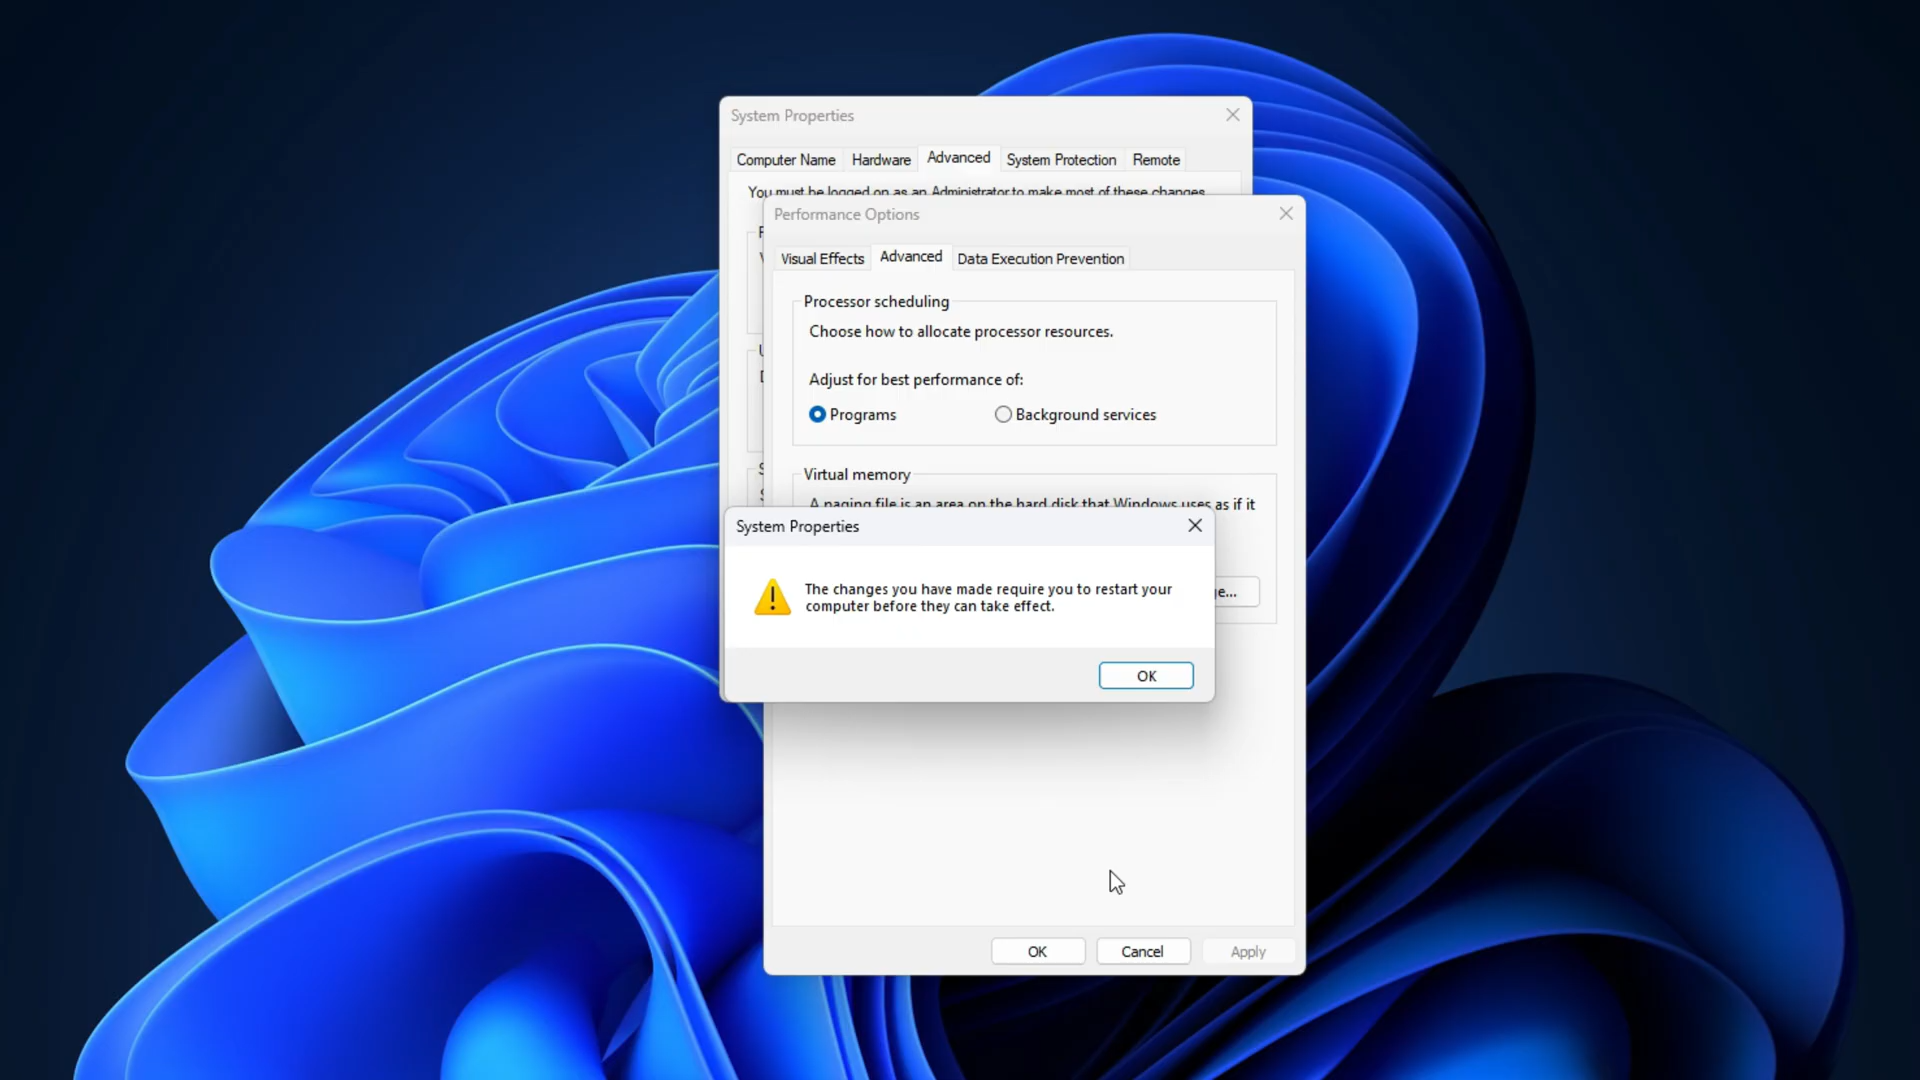 System Properties
Computer Name Hardware Advanced System Protection Remote
You must be logged on as an Administrator to make most of these changes
Performance Options
Visual Effects Advanced Data Execution Prevention
Processor scheduling
Choose how to allocate processor resources.
Adjust for best performance of:
Programs Background services
Virtual memory
A paging file is an area on the hard disk that Windows uses as if it
System Properties
The changes you have made require you to restart your
computer before they can take effect.
OK
OK Cancel Apply